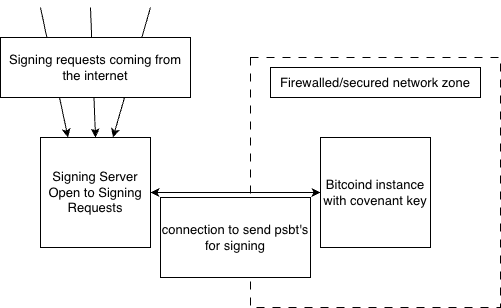 Signing requests coming from
the internet
Firewalled/secured network zone
Signing Server
Open to Signing
Requests
Bitcoind instance
with covenant key
connection to send psbt's
for signing